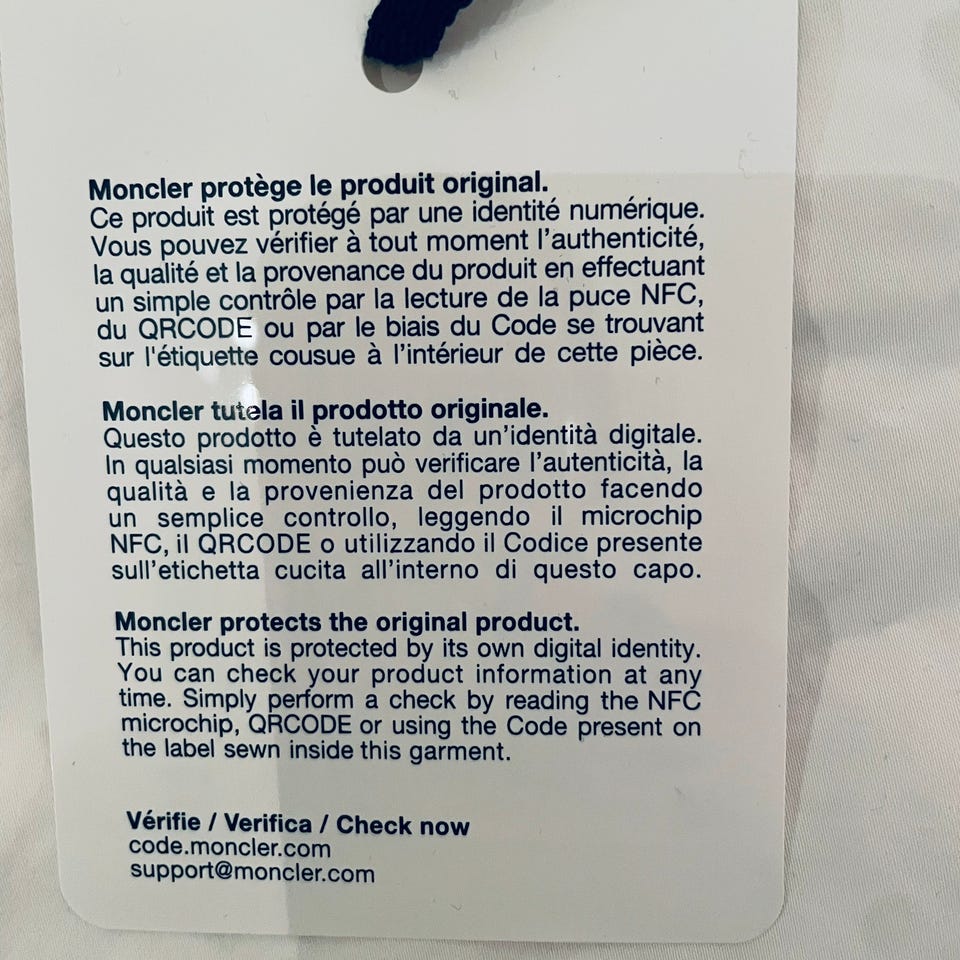 Moncler protège le produit original.
Ce produit est protégé par une identité numérique.
Vous pouvez vérifier à tout moment l'authenticité,
la qualité et la provenance du produit en effectuant
un simple contrôle par la lecture de la puce NFC,
du QRCODE ou par le biais du Code se trouvant
sur l'étiquette cousue à l'intérieur de cette pièce.
Moncler tutela il prodotto originale.
Questo prodotto è tutelato da un'identità digitale.
In qualsiasi momento può verificare l'autenticità, la
qualità e la provenienza del prodotto facendo
un semplice controllo, leggendo il microchip
NFC, il QRCODE o utilizzando il Codice presente
sull'etichetta cucita all'interno di questo capo.
Moncler protects the original product.
This product is protected by its own digital identity.
You can check your product information at any
time. Simply perform a check by reading the NFC
microchip, QRCODE or using the Code present on
the label sewn inside this garment.
Vérifie / Verifica / Check now
code.moncler.com
support@moncler.com